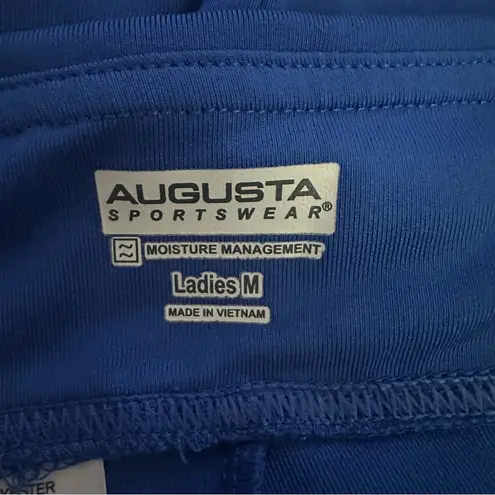 AUGUSTA
SPORTSWEAR®
MOISTURE MANAGEMENT
Ladies M
MADE IN VIETNAM